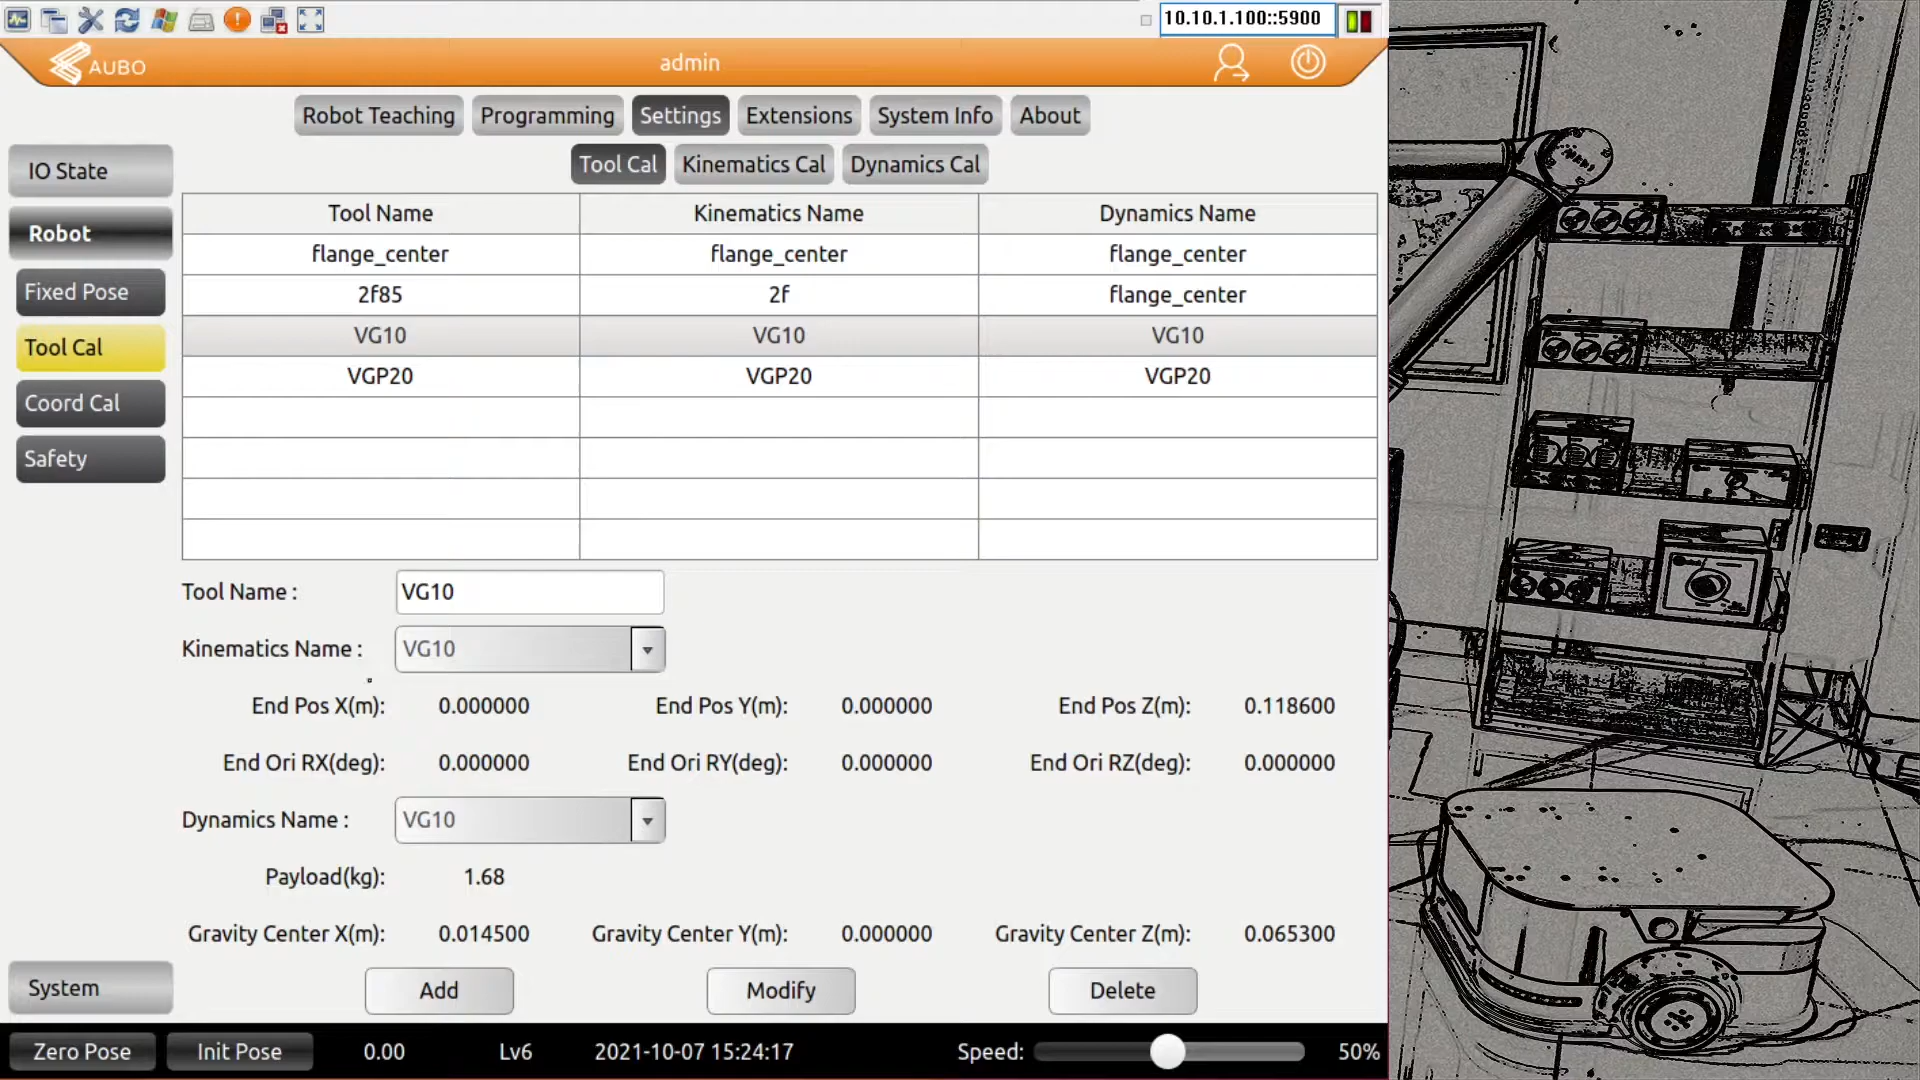 10.10.1.100::5900
AUBO
admin
Robot Teaching Programming Settings Extensions System Info About
Tool Cal Kinematics Cal Dynamics Cal
IO State
Robot
Fixed Pose
Tool Cal
Coord Cal
Safety
System
Tool Name Kinematics Name Dynamics Name
flange_center flange_center flange_center
2f85 2f flange_center
VG10 VG10 VG10
VGP20 VGP20 VGP20
Tool Name : VG10
Kinematics Name : VG10
End Pos X(m): 0.000000 End Pos Y(m): 0.000000 End Pos Z(m): 0.118600
End Ori RX(deg): 0.000000 End Ori RY(deg): 0.000000 End Ori RZ(deg): 0.000000
Dynamics Name : VG10
Payload(kg): 1.68
Gravity Center X(m): 0.014500 Gravity Center Y(m): 0.000000 Gravity Center Z(m): 0.065300
Add Modify Delete
Zero Pose Init Pose 0.00 Lv6 2021-10-07 15:24:17 Speed: 50%